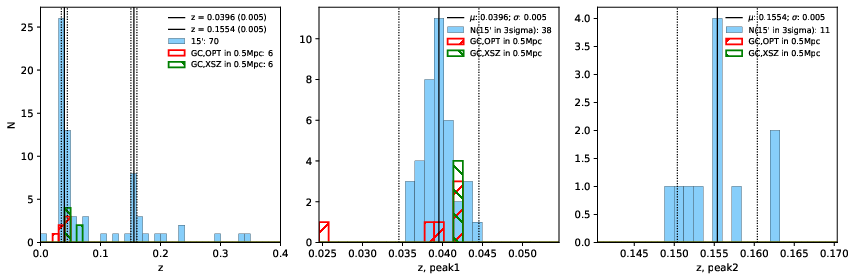 z = 0.0396 (0.005)
z = 0.1554 (0.005)
15': 70
GC,OPT in 0.5Mpc: 6
GC,XSZ in 0.5Mpc: 6
25
20
15
10
5
0
N
0.0 0.1 0.2 0.3 0.4
z
μ: 0.0396; σ: 0.005
N(15' in 3sigma): 38
GC,OPT in 0.5Mpc
GC,XSZ in 0.5Mpc
10
8
6
4
2
0
0.025 0.030 0.035 0.040 0.045 0.050
z, peak1
μ: 0.1554; σ: 0.005
N(15' in 3sigma): 11
GC,OPT in 0.5Mpc
GC,XSZ in 0.5Mpc
4.0
3.5
3.0
2.5
2.0
1.5
1.0
0.5
0.0
0.145 0.150 0.155 0.160 0.165 0.170
z, peak2